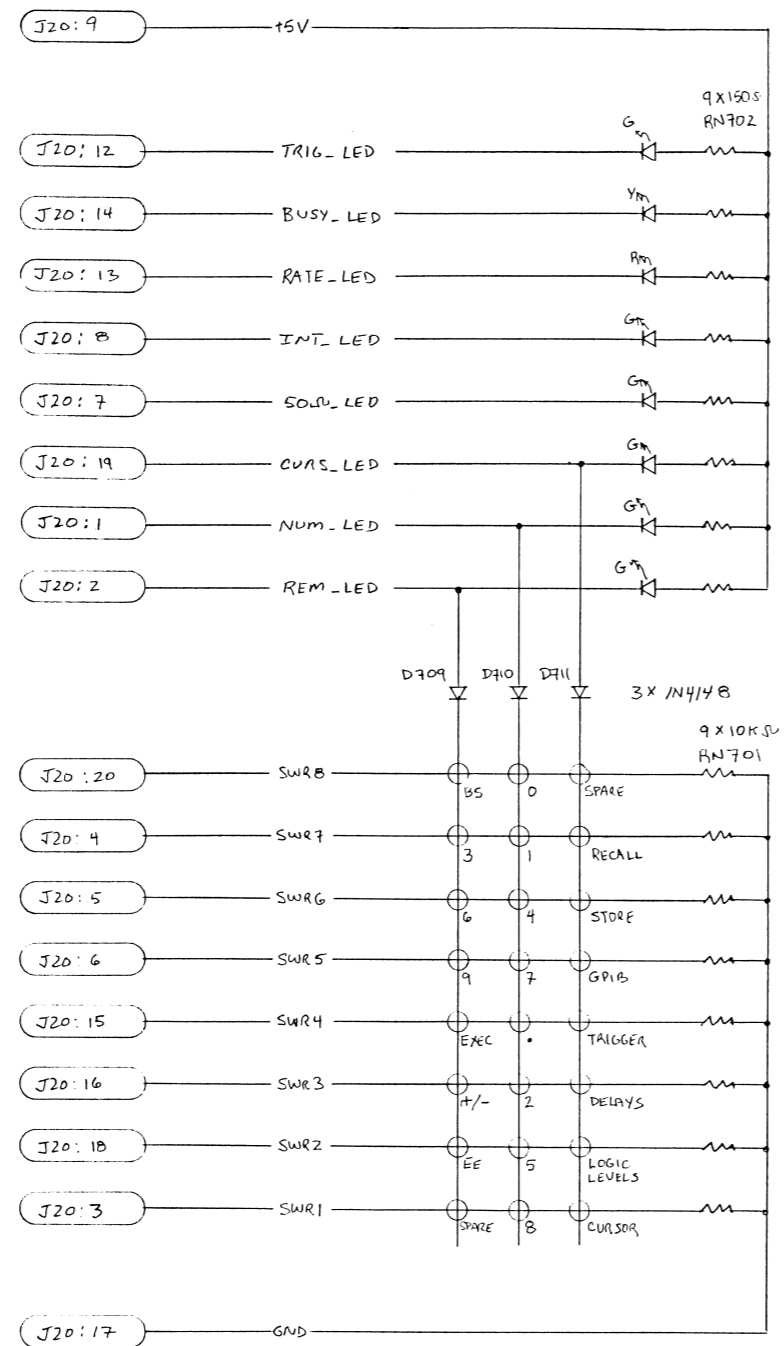 J20:9 +5V
9 X 150Ω
RN702
J20:12 TRIG_LED G
J20:14 BUSY_LED Y
J20:13 RATE_LED R
J20:8 INT_LED G
J20:7 50Ω_LED G
J20:19 CURS_LED G
J20:1 NUM_LED G
J20:2 REM_LED G
D709 D710 D711 3X 1N4148
9 X 10KΩ
RN701
J20:20 SWR8
BS 0 SPARE
J20:4 SWR7
3 1 RECALL
J20:5 SWR6
6 4 STORE
J20:6 SWR5
9 7 GPIB
J20:15 SWR4
EXEC . TRIGGER
J20:16 SWR3
+/- 2 DELAYS
J20:18 SWR2
EE 5 LOGIC
LEVELS
J20:3 SWR1
SPARE 8 CURSOR
J20:17 GND